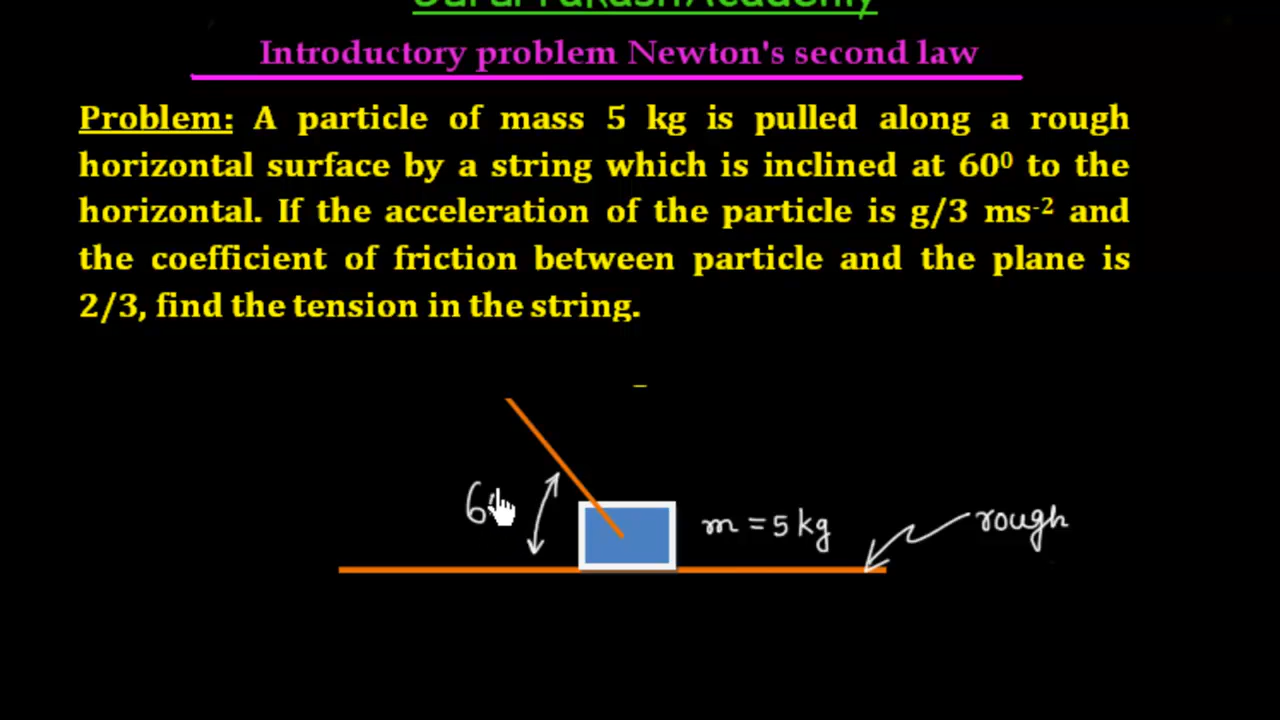 Introductory problem Newton's second law
Problem: A particle of mass 5 kg is pulled along a rough
horizontal surface by a string which is inclined at 60⁰ to the
horizontal. If the acceleration of the particle is g/3 ms⁻² and
the coefficient of friction between particle and the plane is
2/3, find the tension in the string.
6
m = 5 kg
rough